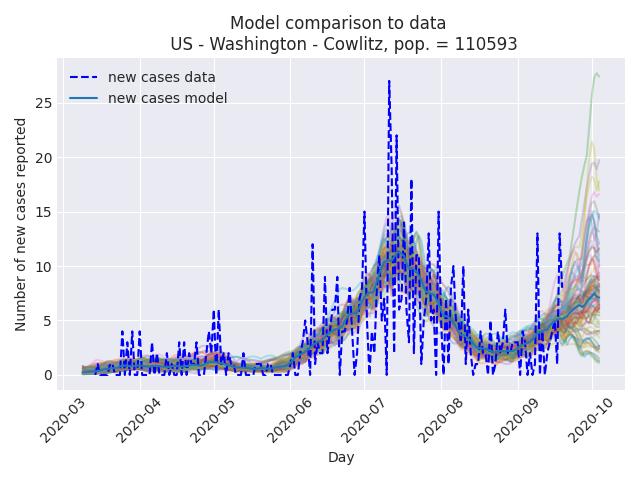 Model comparison to data
US - Washington - Cowlitz, pop. = 110593
new cases data
new cases model
Number of new cases reported
25
20
15
10
5
0
2020-03
2020-04
2020-05
2020-06
2020-07
2020-08
2020-09
2020-10
Day